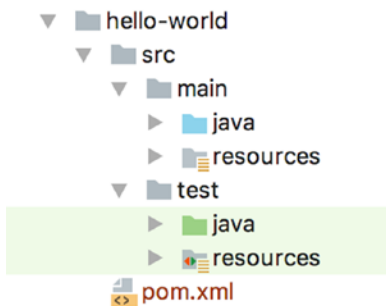 hello-world
src
main
java
resources
test
java
resources
pom.xml